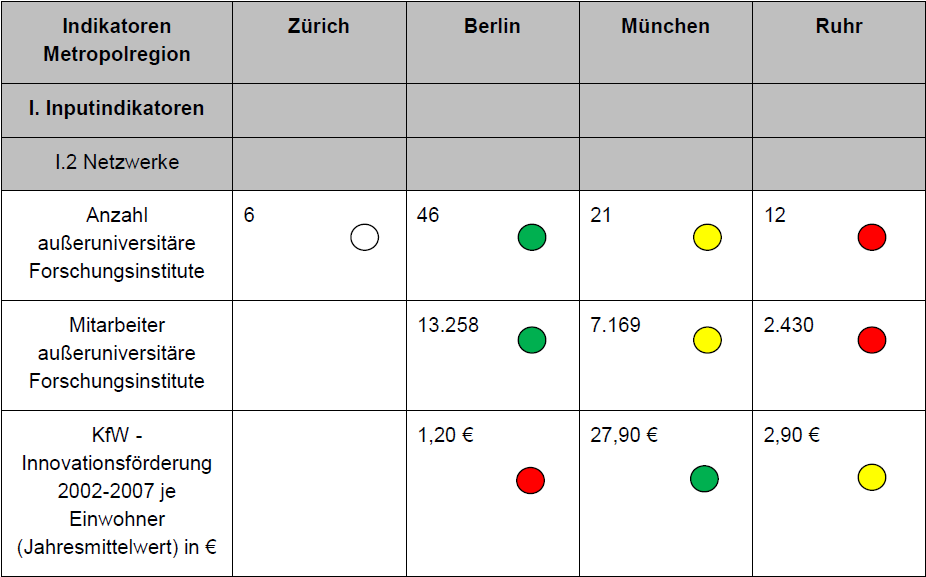 Indikatoren
Metropolregion
Zürich
Berlin
München
Ruhr
I. Inputindikatoren
I.2 Netzwerke
Anzahl
außeruniversitäre
Forschungsinstitute
6
46
21
12
Mitarbeiter
außeruniversitäre
Forschungsinstitute
13.258
7.169
2.430
KfW -
Innovationsförderung
2002-2007 je
Einwohner
(Jahresmittelwert) in €
1,20 €
27,90 €
2,90 €